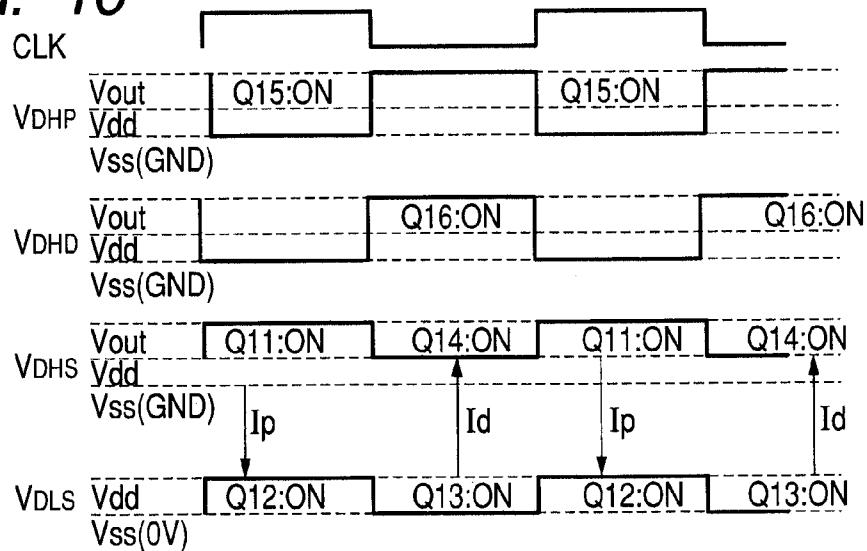 CLK
Vout Q15:ON Q15:ON
VDHP Vdd
Vss(GND)
Vout Q16:ON Q16:ON
VDHD Vdd
Vss(GND)
Vout Q11:ON Q14:ON Q11:ON Q14:ON
VDHS Vdd
Vss(GND)
Ip Id Ip Id
VDLS Vdd Q12:ON Q13:ON Q12:ON Q13:ON
Vss(0V)